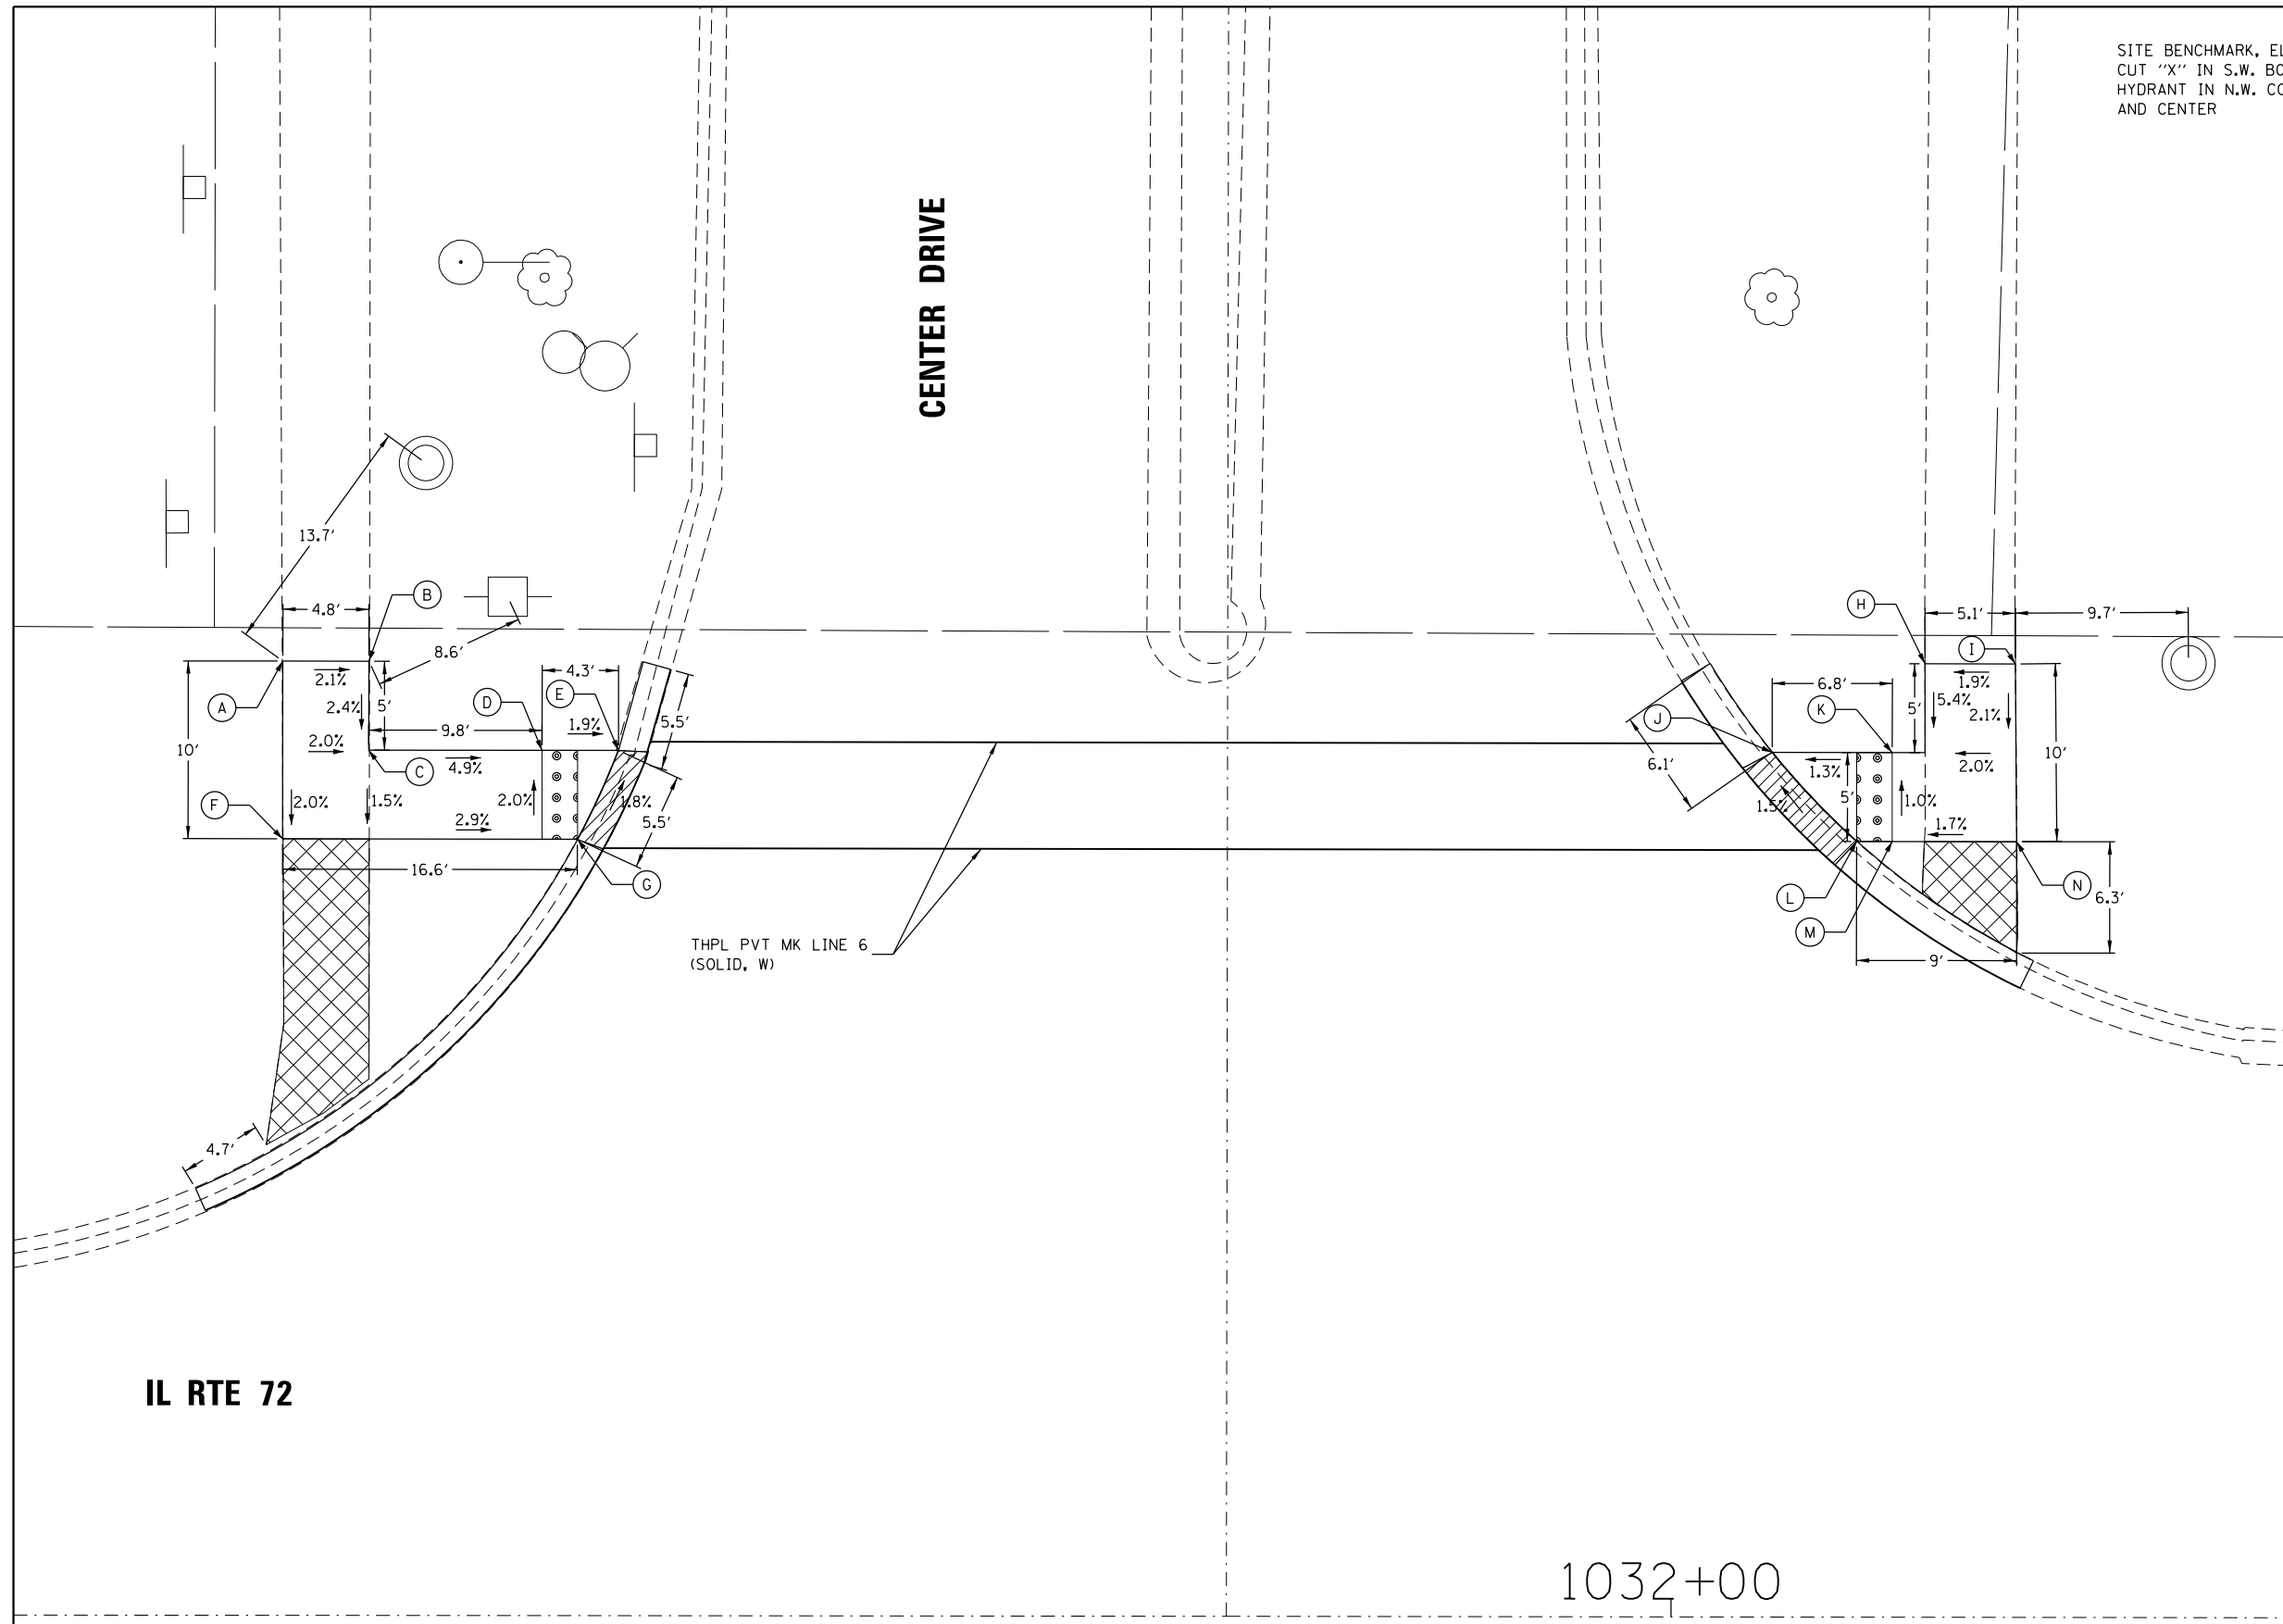 SITE BENCHMARK, EL
CUT "X" IN S.W. BO
HYDRANT IN N.W. CO
AND CENTER
CENTER DRIVE
13.7'
4.8'
B
8.6'
A
2.1%
2.4%
5'
D
4.3'
E
1.9%
5.5'
9.8'
10'
2.0%
C
4.9%
F
2.0%
1.5%
2.9%
2.0%
1.8%
5.5'
16.6'
G
H
5.1'
9.7'
I
1.9%
5.4%
2.1%
5'
6.8'
K
J
6.1'
1.3%
2.0%
10'
5'
1.5%
1.0%
1.7%
L
M
N
6.3'
9'
THPL PVT MK LINE 6
(SOLID, W)
4.7'
IL RTE 72
1032+00